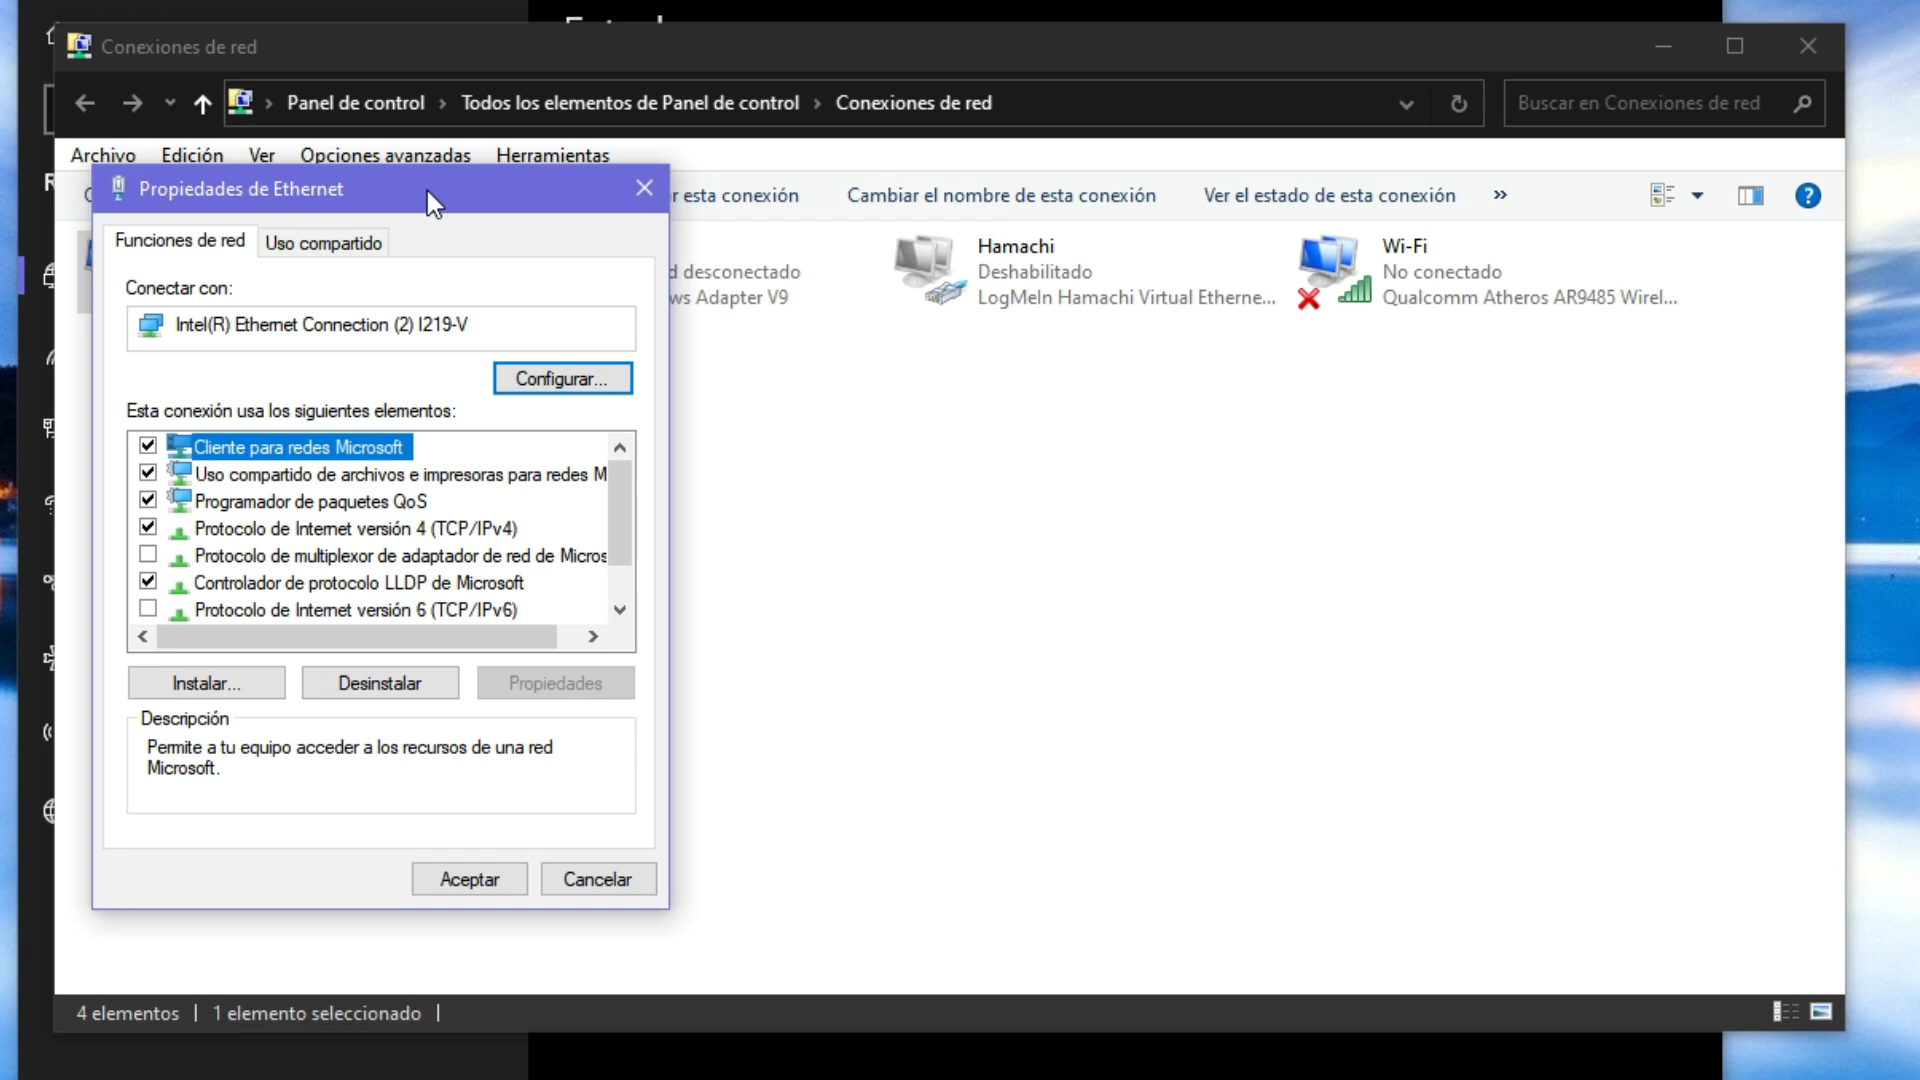 Conexiones de red
Panel de control > Todos los elementos de Panel de control > Conexiones de red
Buscar en Conexiones de red
Archivo Edición Ver Opciones avanzadas Herramientas
Propiedades de Ethernet
esta conexión Cambiar el nombre de esta conexión Ver el estado de esta conexión »
Funciones de red Uso compartido
desconectado
Adapter V9
Hamachi
Deshabilitado
LogMeIn Hamachi Virtual Etherne...
Wi-Fi
No conectado
Qualcomm Atheros AR9485 Wirel...
Conectar con:
Intel(R) Ethernet Connection (2) I219-V
Configurar...
Esta conexión usa los siguientes elementos:
Cliente para redes Microsoft
Uso compartido de archivos e impresoras para redes M
Programador de paquetes QoS
Protocolo de Internet versión 4 (TCP/IPv4)
Protocolo de multiplexor de adaptador de red de Micros
Controlador de protocolo LLDP de Microsoft
Protocolo de Internet versión 6 (TCP/IPv6)
Instalar... Desinstalar Propiedades
Descripción
Permite a tu equipo acceder a los recursos de una red
Microsoft.
Aceptar Cancelar
4 elementos | 1 elemento seleccionado |